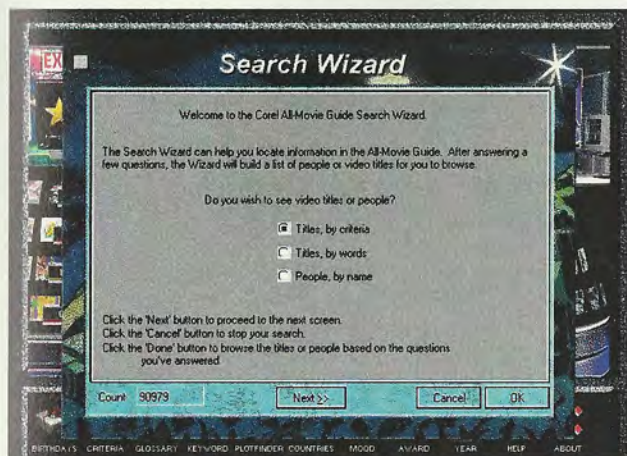 EX
Search Wizard
Welcome to the Corel All-Movie Guide Search Wizard.
The Search Wizard can help you locate information in the All-Movie Guide. After answering a
few questions, the Wizard will build a list of people or video titles for you to browse.
Do you wish to see video titles or people?
Titles, by criteria
Titles, by words
People, by name
Click the 'Next' button to proceed to the next screen.
Click the 'Cancel' button to stop your search.
Click the 'Done' button to browse the titles or people based on the questions
you've answered.
Count 90979 Next >> Cancel OK
BIRTHDAYS CRITERIA GLOSSARY KEYWORD PLOTFINDER COUNTRIES MOOD AWARD YEAR HELP ABOUT